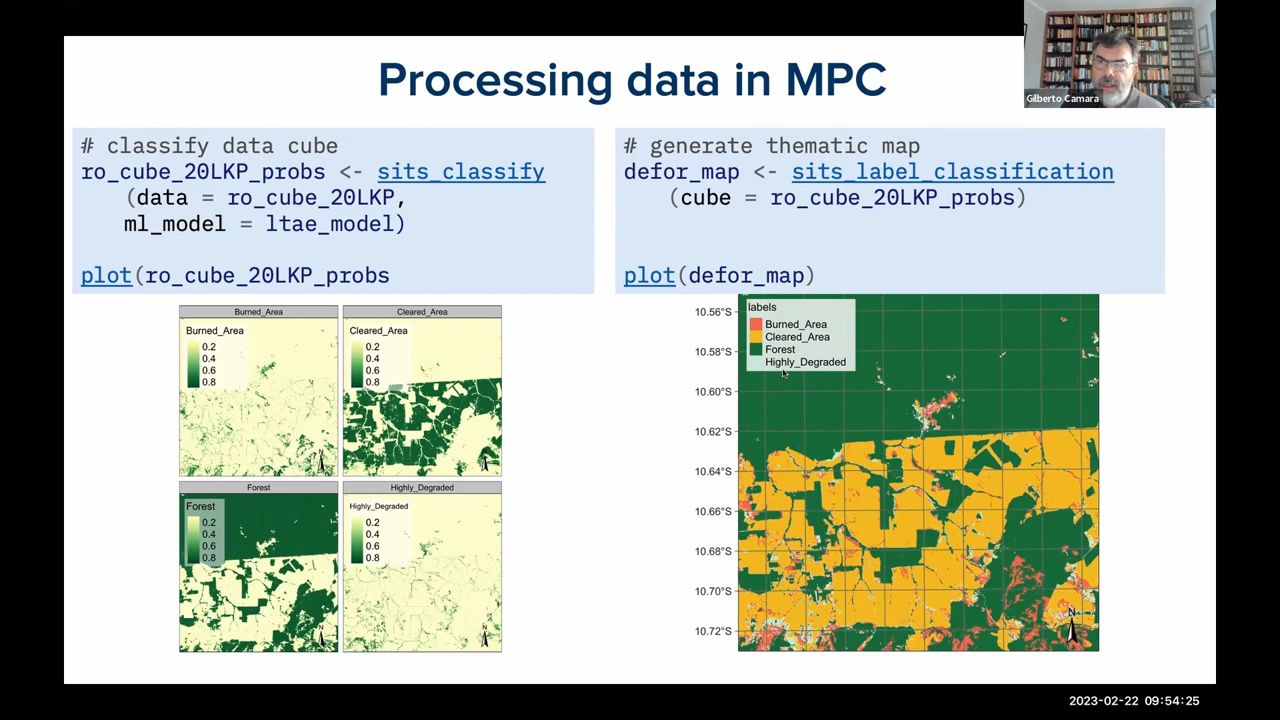 Processing data in MPC
Gilberto Camara
# classify data cube
ro_cube_20LKP_probs <- sits_classify
(data = ro_cube_20LKP,
ml_model = ltae_model)
plot(ro_cube_20LKP_probs
# generate thematic map
defor_map <- sits_label_classification
(cube = ro_cube_20LKP_probs)
plot(defor_map)
Burned_Area
Burned_Area
0.2
0.4
0.6
0.8
Cleared_Area
Cleared_Area
0.2
0.4
0.6
0.8
Forest
Forest
0.2
0.4
0.6
0.8
Highly_Degraded
Highly_Degraded
0.2
0.4
0.6
0.8
N
labels
Burned_Area
Cleared_Area
Forest
Highly_Degraded
10.56°S
10.58°S
10.60°S
10.62°S
10.64°S
10.66°S
10.68°S
10.70°S
10.72°S
N
2023-02-22 09:54:25